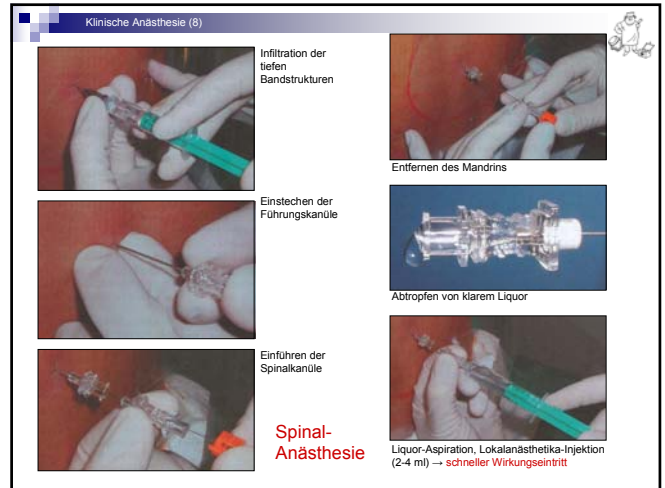 Klinische Anästhesie (8)
Infiltration der
tiefen
Bandstrukturen
Einstechen der
Führungskanüle
Einführen der
Spinalkanüle
Spinal-
Anästhesie
Entfernen des Mandrins
Abtropfen von klarem Liquor
Liquor-Aspiration, Lokalanästhetika-Injektion
(2-4 ml) → schneller Wirkungseintritt